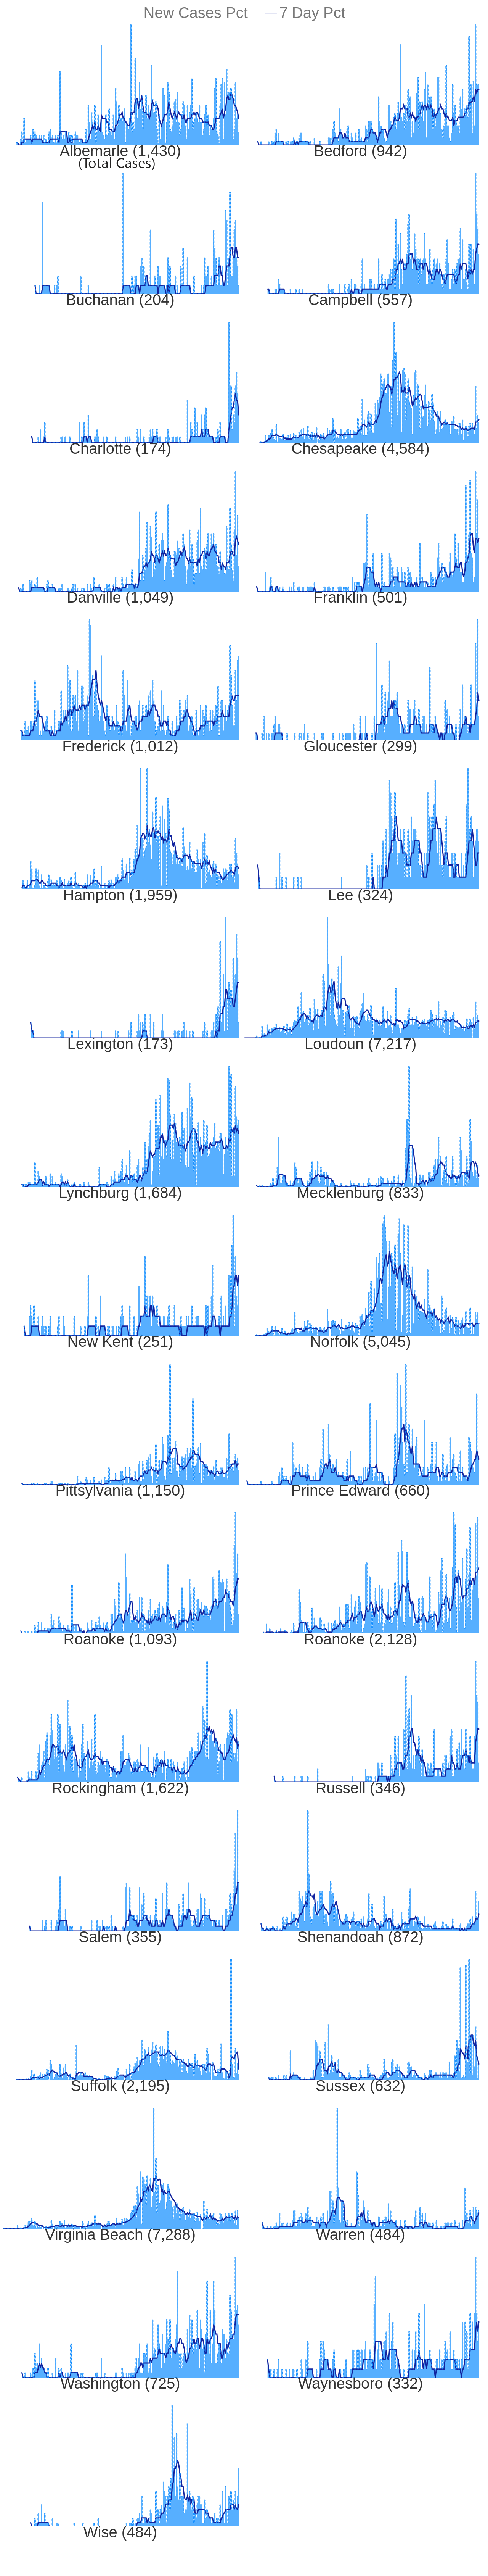 New Cases Pct 7 Day Pct
Albemarle (1,430) Bedford (942)
(Total Cases)
Buchanan (204) Campbell (557)
Charlotte (174) Chesapeake (4,584)
Danville (1,049) Franklin (501)
Frederick (1,012) Gloucester (299)
Hampton (1,959) Lee (324)
Lexington (173) Loudoun (7,217)
Lynchburg (1,684) Mecklenburg (833)
New Kent (251) Norfolk (5,045)
Pittsylvania (1,150) Prince Edward (660)
Roanoke (1,093) Roanoke (2,128)
Rockingham (1,622) Russell (346)
Salem (355) Shenandoah (872)
Suffolk (2,195) Sussex (632)
Virginia Beach (7,288) Warren (484)
Washington (725) Waynesboro (332)
Wise (484)